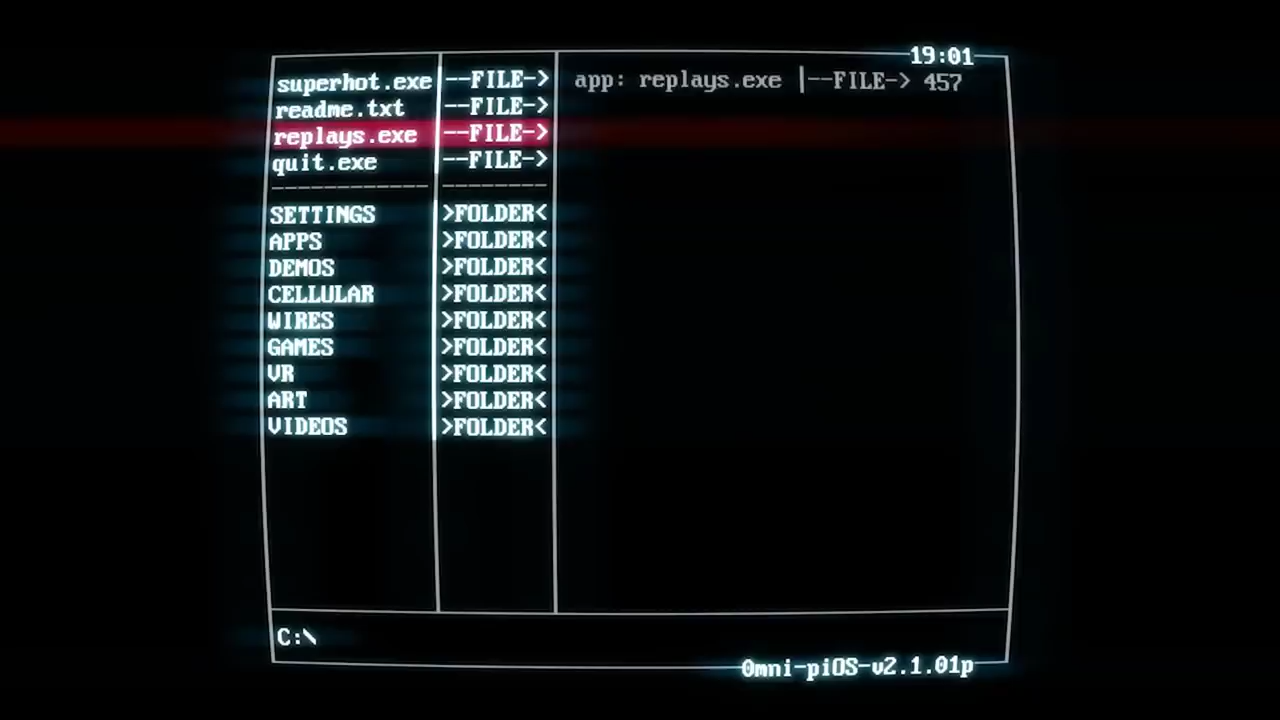 19:01
superhot.exe --FILE-> app: replays.exe |--FILE-> 457
readme.txt --FILE->
replays.exe --FILE->
quit.exe --FILE->
------------- --------
SETTINGS >FOLDER<
APPS >FOLDER<
DEMOS >FOLDER<
CELLULAR >FOLDER<
WIRES >FOLDER<
GAMES >FOLDER<
VR >FOLDER<
ART >FOLDER<
VIDEOS >FOLDER<
C:\
0mni-piOS-v2.1.01p